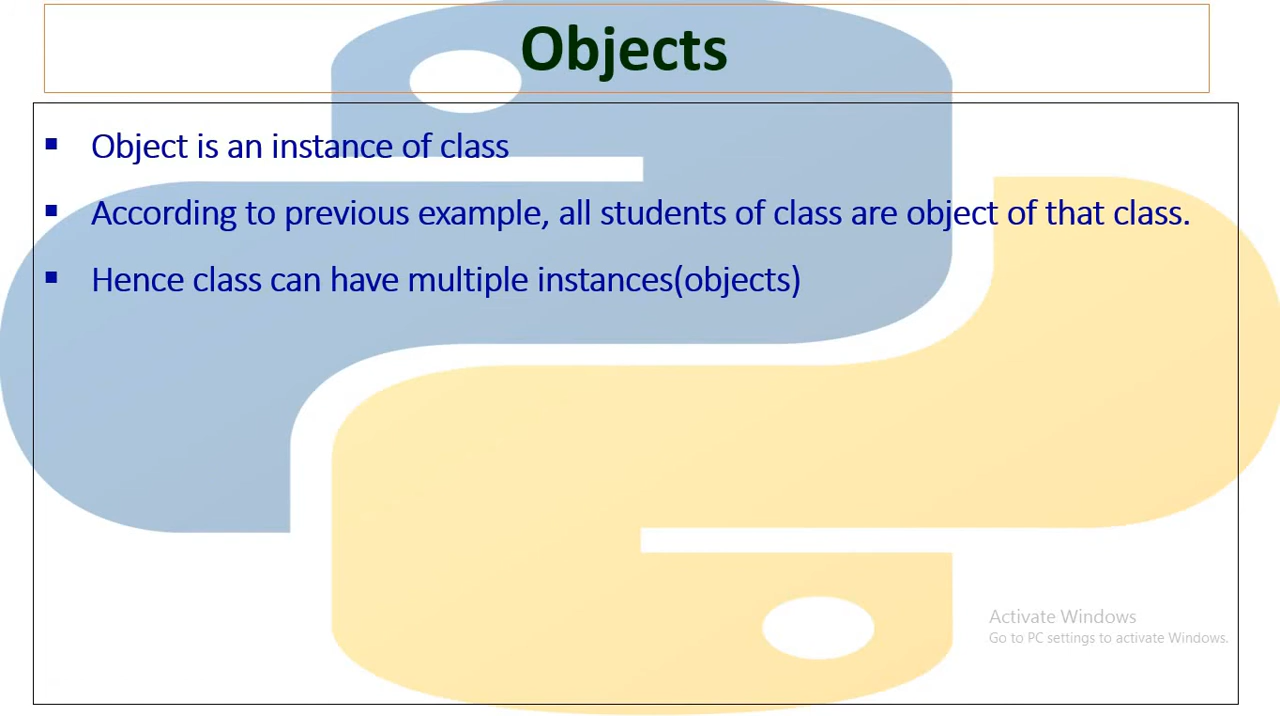 Objects
▪ Object is an instance of class
▪ According to previous example, all students of class are object of that class.
▪ Hence class can have multiple instances(objects)
Activate Windows
Go to PC settings to activate Windows.